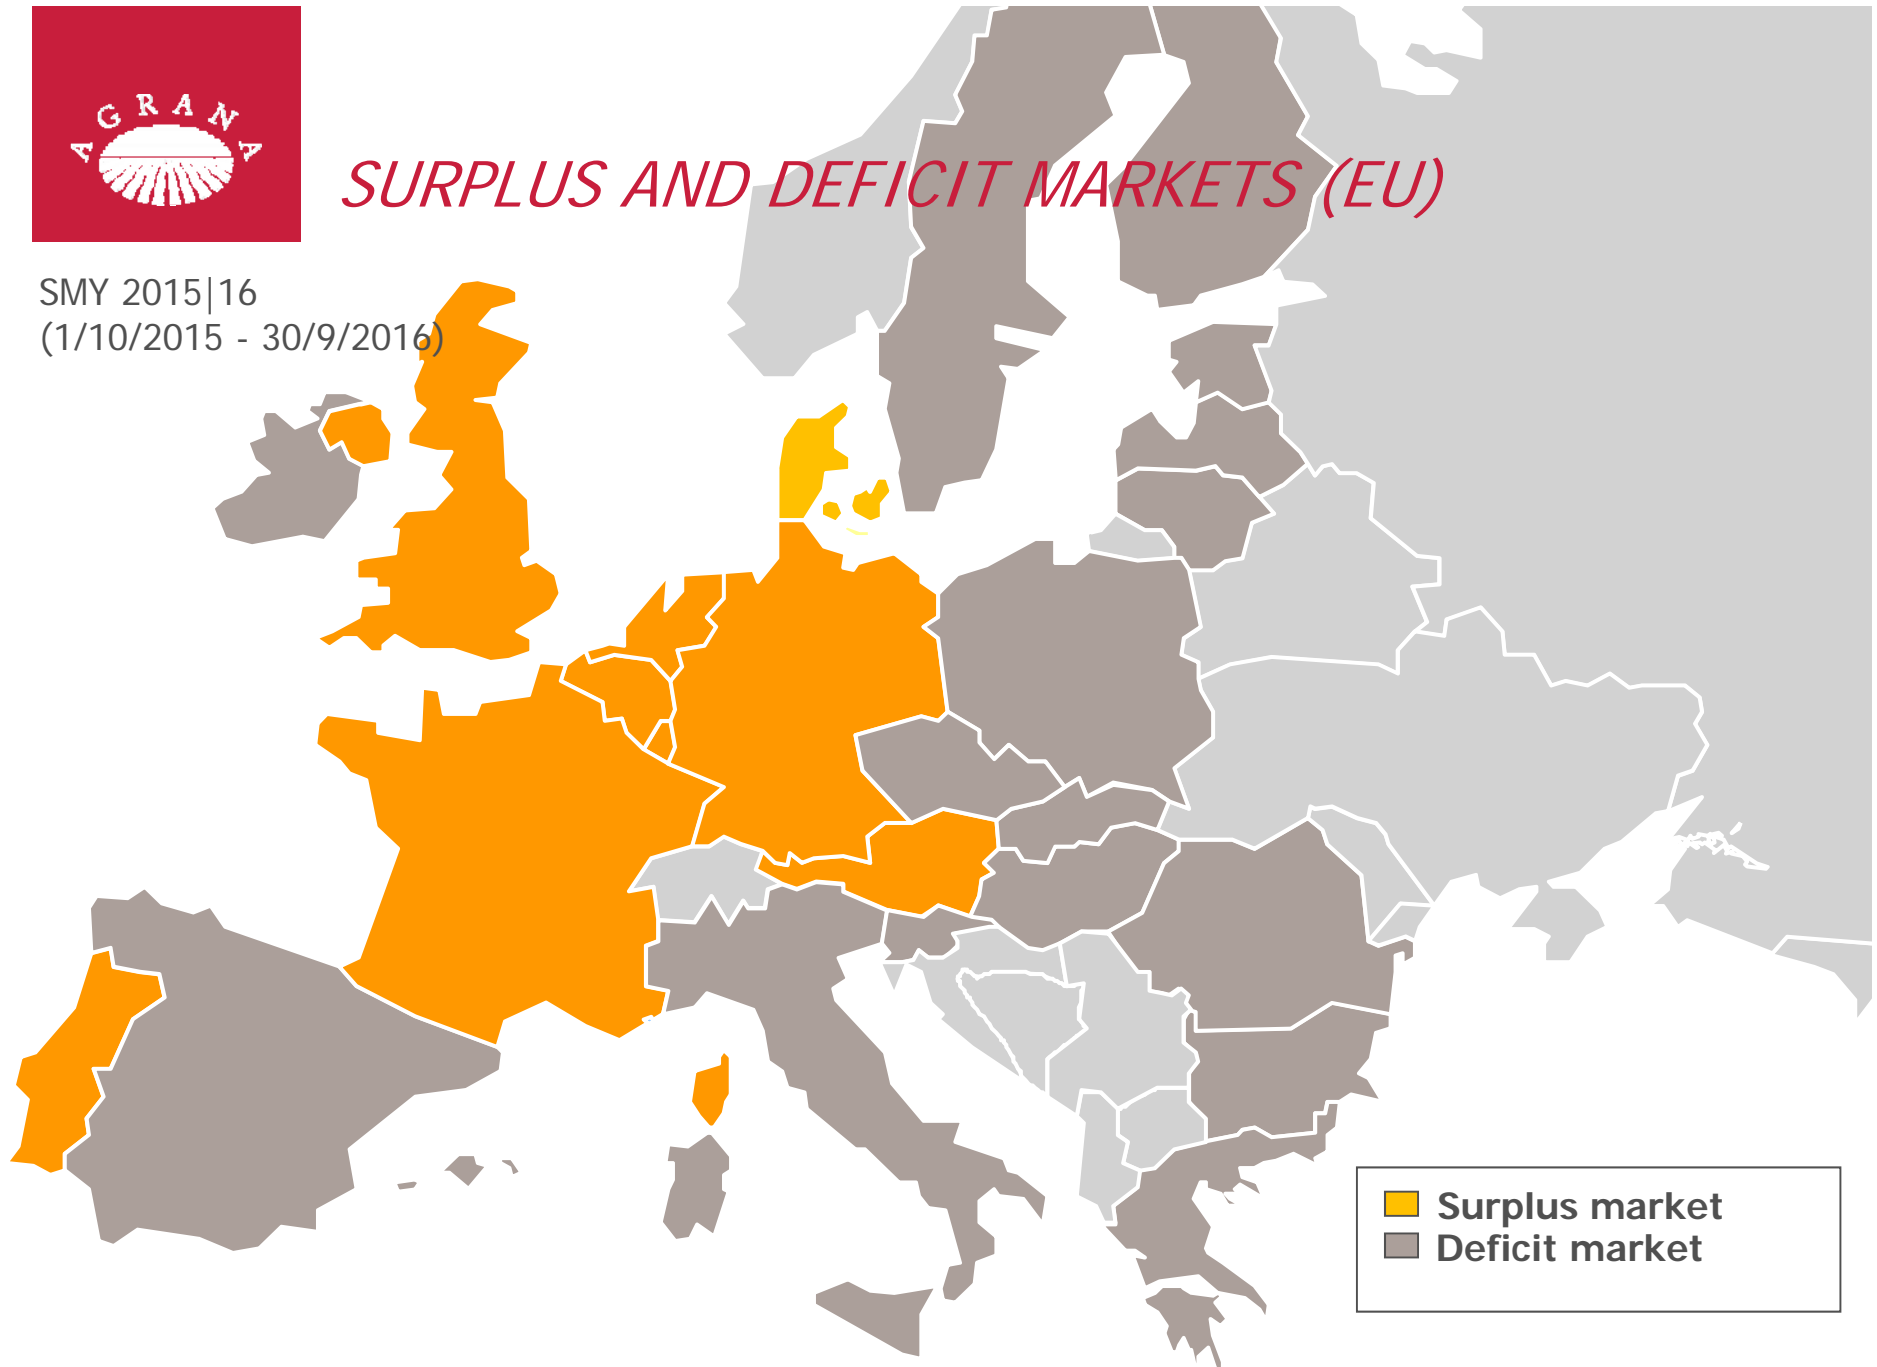 AGRANA
SURPLUS AND DEFICIT MARKETS (EU)
SMY 2015|16
(1/10/2015 - 30/9/2016)
Surplus market
Deficit market